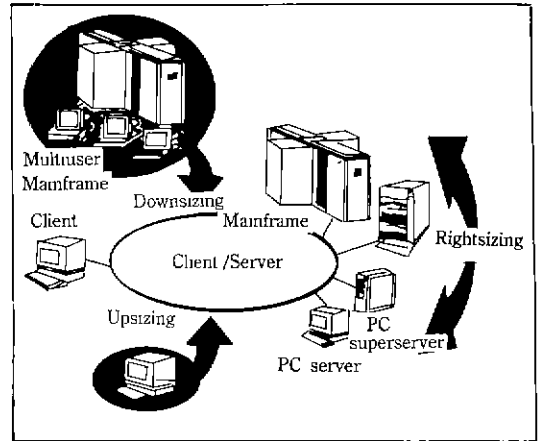 Multiuser
Mainframe
Downsizing
Client
Mainframe
Rightsizing
Client/Server
Upsizing
PC
superserver
PC server